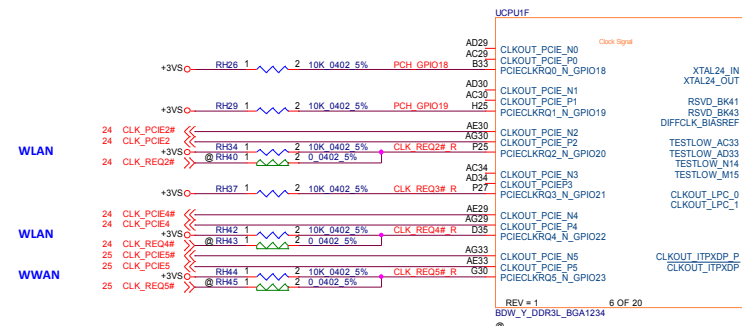 UCPU1F
Clock Signal
AD29 CLKOUT_PCIE_N0
AC29 CLKOUT_PCIE_P0
+3VS RH26 1 2 10K_0402_5% PCH_GPIO18 B33 PCIECLKRQ0_N_GPIO18 XTAL24_IN
XTAL24_OUT
AD30 CLKOUT_PCIE_N1
AC30 CLKOUT_PCIE_P1 RSVD_BK41
+3VS RH29 1 2 10K_0402_5% PCH_GPIO19 H25 PCIECLKRQ1_N_GPIO19 RSVD_BK43
DIFFCLK_BIASREF
24 CLK_PCIE2# AE30 CLKOUT_PCIE_N2
24 CLK_PCIE2 AG30 CLKOUT_PCIE_P2 TESTLOW_AC33
WLAN +3VS RH34 1 2 10K_0402_5% CLK_REQ2#_R P25 PCIECLKRQ2_N_GPIO20 TESTLOW_AD33
24 CLK_REQ2# @ RH40 1 2 0_0402_5% TESTLOW_N14
AC34 CLKOUT_PCIE_N3 TESTLOW_M15
AD34 CLKOUT_PCIEP3
+3VS RH37 1 2 10K_0402_5% CLK_REQ3#_R P27 PCIECLKRQ3_N_GPIO21 CLKOUT_LPC_0
CLKOUT_LPC_1
24 CLK_PCIE4# AE29 CLKOUT_PCIE_N4
24 CLK_PCIE4 AG29 CLKOUT_PCIE_P4
WLAN +3VS RH42 1 2 10K_0402_5% CLK_REQ4#_R D35 PCIECLKRQ4_N_GPIO22
24 CLK_REQ4# @ RH43 1 2 0_0402_5%
25 CLK_PCIE5# AG33 CLKOUT_PCIE_N5 CLKOUT_ITPXDP_P
25 CLK_PCIE5 AE33 CLKOUT_PCIE_P5 CLKOUT_ITPXDP
WWAN +3VS RH44 1 2 10K_0402_5% CLK_REQ5#_R G30 PCIECLKRQ5_N_GPIO23
25 CLK_REQ5# @ RH45 1 2 0_0402_5%
REV = 1 6 OF 20
BDW_Y_DDR3L_BGA1234
@